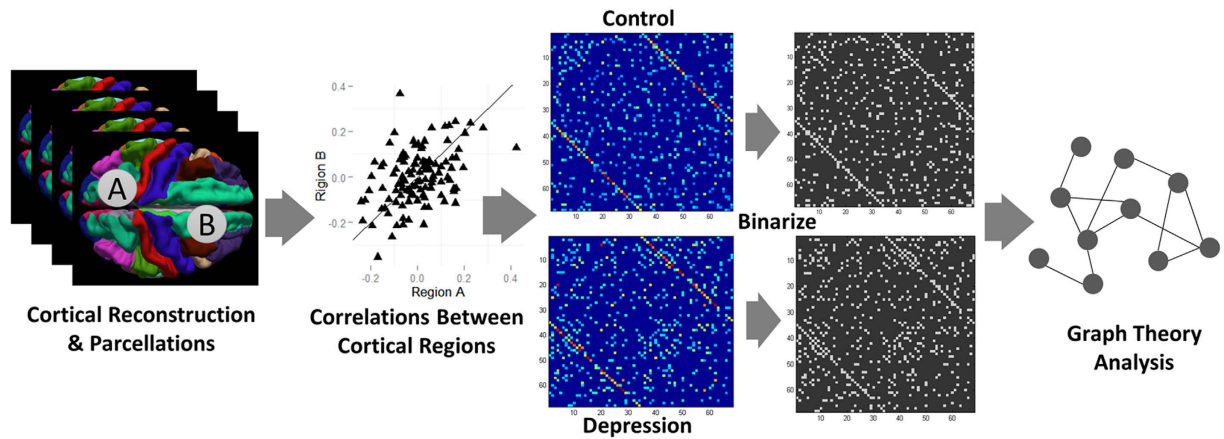 Control
A
B
Cortical Reconstruction
& Parcellations
Rigion B
0.4
0.2
0.0
-0.2
-0.2 0.0 0.2 0.4
Region A
Correlations Between
Cortical Regions
10
20
30
40
50
60
10 20 30 40 50 60
10
20
30
40
50
60
10 20 30 40 50 60
Binarize
10
20
30
40
50
60
10 20 30 40 50 60
Depression
10
20
30
40
50
60
10 20 30 40 50 60
Graph Theory
Analysis